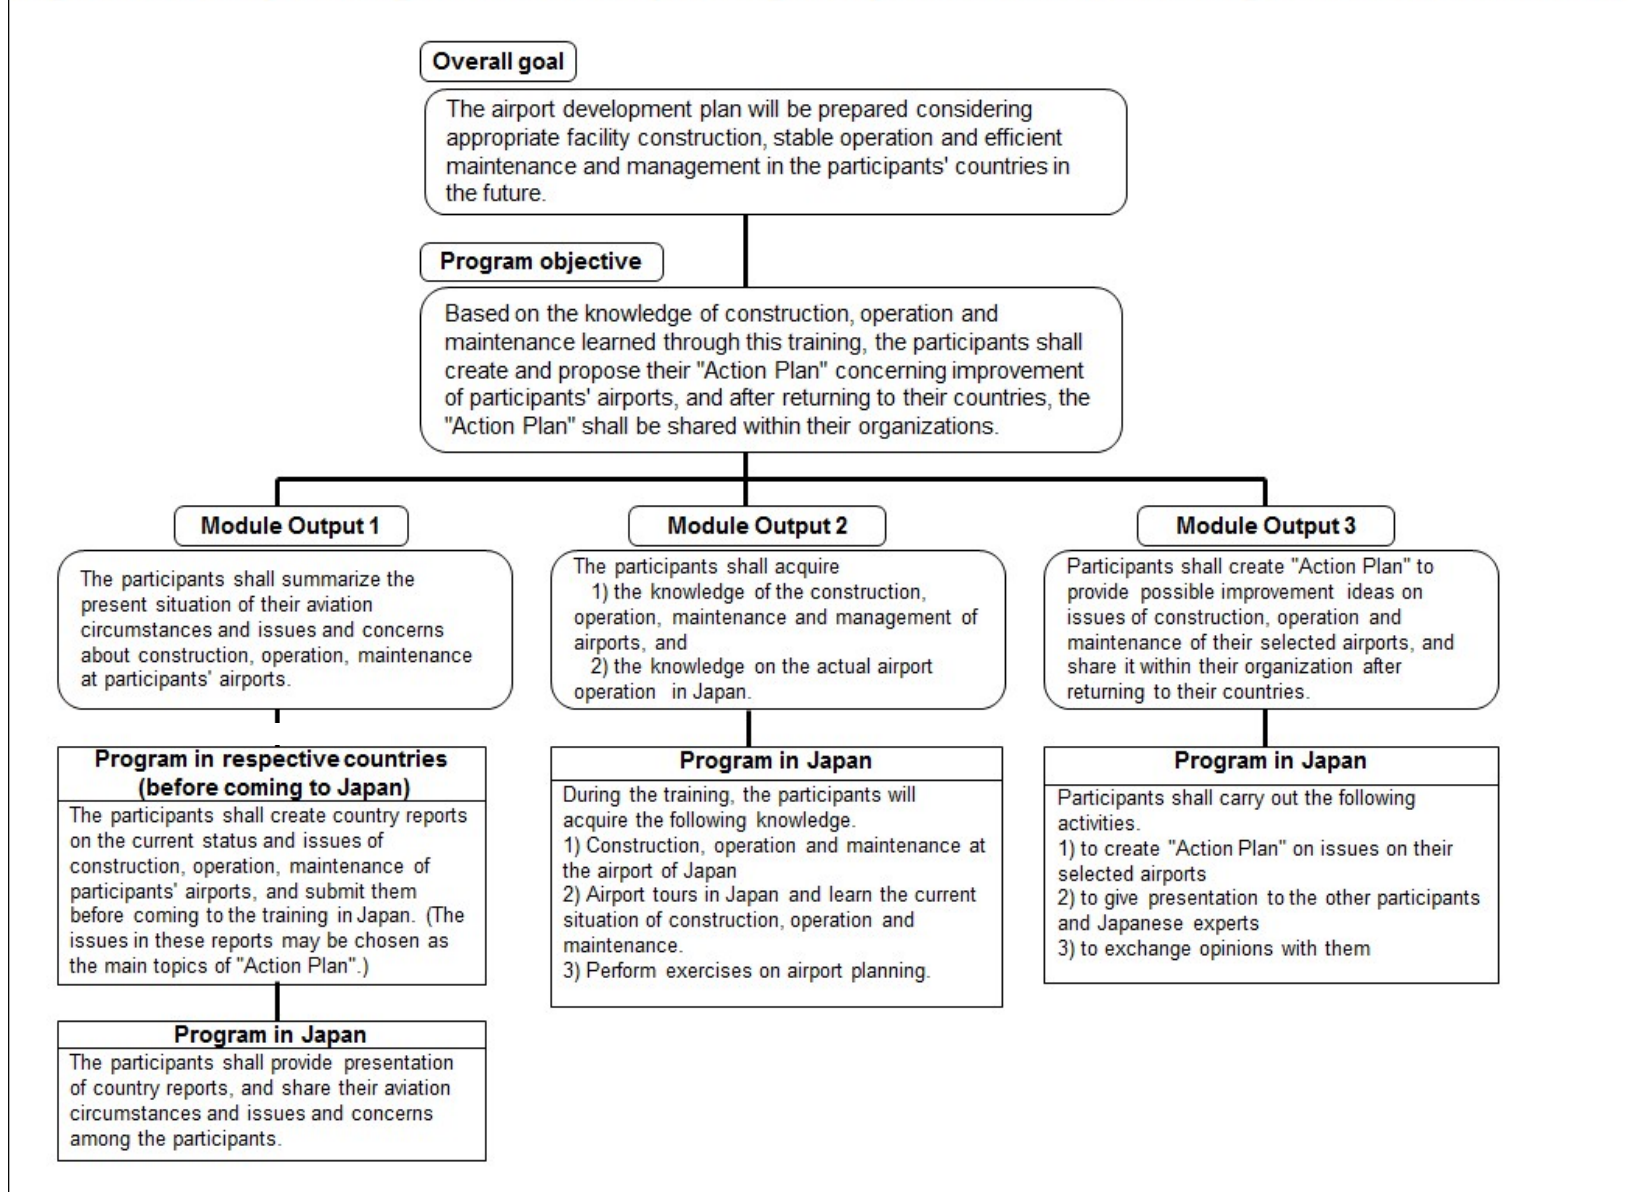 Overall goal
The airport development plan will be prepared considering
appropriate facility construction, stable operation and efficient
maintenance and management in the participants' countries in
the future.
Program objective
Based on the knowledge of construction, operation and
maintenance learned through this training, the participants shall
create and propose their "Action Plan" concerning improvement
of participants' airports, and after returning to their countries, the
"Action Plan" shall be shared within their organizations.
Module Output 1
The participants shall summarize the
present situation of their aviation
circumstances and issues and concerns
about construction, operation, maintenance
at participants' airports.
Program in respective countries
(before coming to Japan)
The participants shall create country reports
on the current status and issues of
construction, operation, maintenance of
participants' airports, and submit them
before coming to the training in Japan. (The
issues in these reports may be chosen as
the main topics of "Action Plan".)
Program in Japan
The participants shall provide presentation
of country reports, and share their aviation
circumstances and issues and concerns
among the participants.
Module Output 2
The participants shall acquire
1) the knowledge of the construction,
operation, maintenance and management of
airports, and
2) the knowledge on the actual airport
operation in Japan.
Program in Japan
During the training, the participants will
acquire the following knowledge.
1) Construction, operation and maintenance at
the airport of Japan
2) Airport tours in Japan and learn the current
situation of construction, operation and
maintenance.
3) Perform exercises on airport planning.
Module Output 3
Participants shall create "Action Plan" to
provide possible improvement ideas on
issues of construction, operation and
maintenance of their selected airports, and
share it within their organization after
returning to their countries.
Program in Japan
Participants shall carry out the following
activities.
1) to create "Action Plan" on issues on their
selected airports
2) to give presentation to the other participants
and Japanese experts
3) to exchange opinions with them